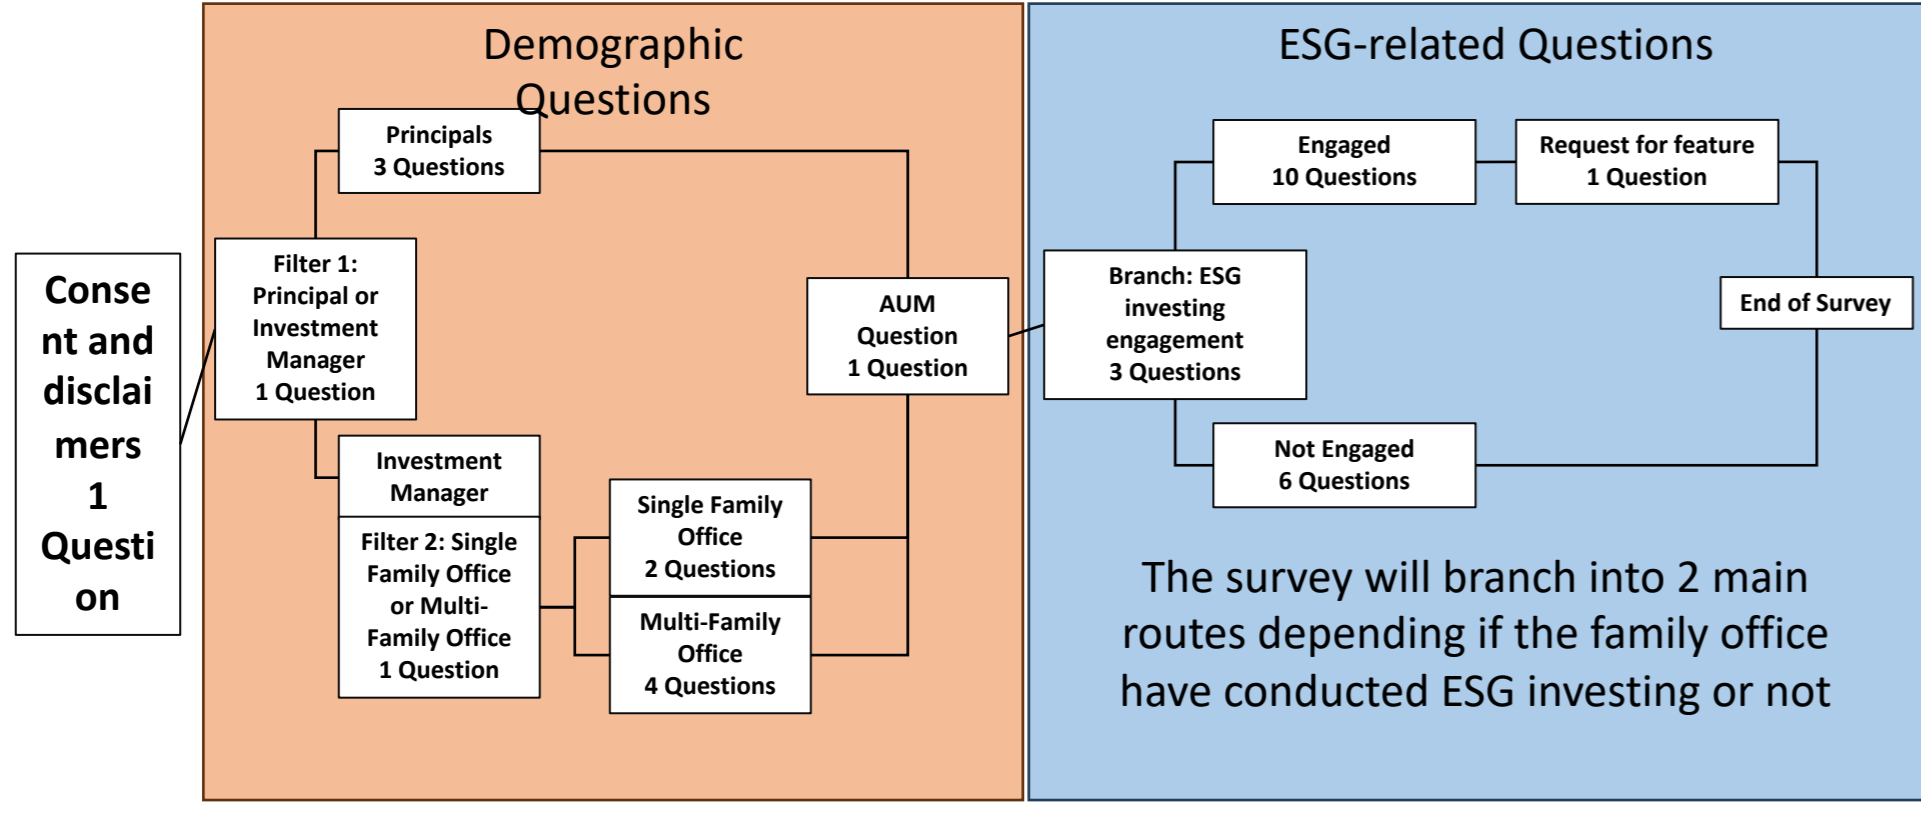 Conse
nt and
disclai
mers
1
Questi
on
Demographic
Questions
Principals
3 Questions
Filter 1:
Principal or
Investment
Manager
1 Question
Investment
Manager
Filter 2: Single
Family Office
or Multi-
Family Office
1 Question
Single Family
Office
2 Questions
Multi-Family
Office
4 Questions
AUM
Question
1 Question
ESG-related Questions
Branch: ESG
investing
engagement
3 Questions
Engaged
10 Questions
Request for feature
1 Question
Not Engaged
6 Questions
End of Survey
The survey will branch into 2 main
routes depending if the family office
have conducted ESG investing or not